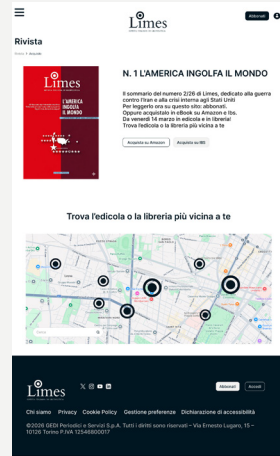 Limes
Abbonati
Rivista
Home / Arretrati
Limes
L'AMERICA
INGOLFA
IL MONDO
N. 1 L'AMERICA INGOLFA IL MONDO
Il sommario del numero 2/26 di Limes, dedicato alla guerra
contro l'Iran e alla crisi interna agli Stati Uniti
Per leggerlo ora su questo sito: abbonati.
Oppure acquistalo in eBook su Amazon e Ibs.
Da venerdì 14 marzo in edicola e in libreria!
Trova l'edicola o la libreria più vicina a te
Acquista su Amazon
Acquista su IBS
Trova l'edicola o la libreria più vicina a te
Cerca
Limes
Abbonati
Accedi
Chi siamo Privacy Cookie Policy Gestione preferenze Dichiarazione di accessibilità
©2026 GEDI Periodici e Servizi S.p.A. Tutti i diritti sono riservati – Via Ernesto Lugaro, 15 –
10126 Torino P.IVA 12546800017